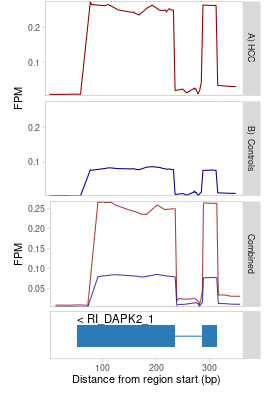 0.2
0.1
A) HCC
FPM
0.2
0.1
B) Controls
0.25
0.20
0.15
0.10
0.05
FPM
Combined
< RI_DAPK2_1
100
200
300
Distance from region start (bp)